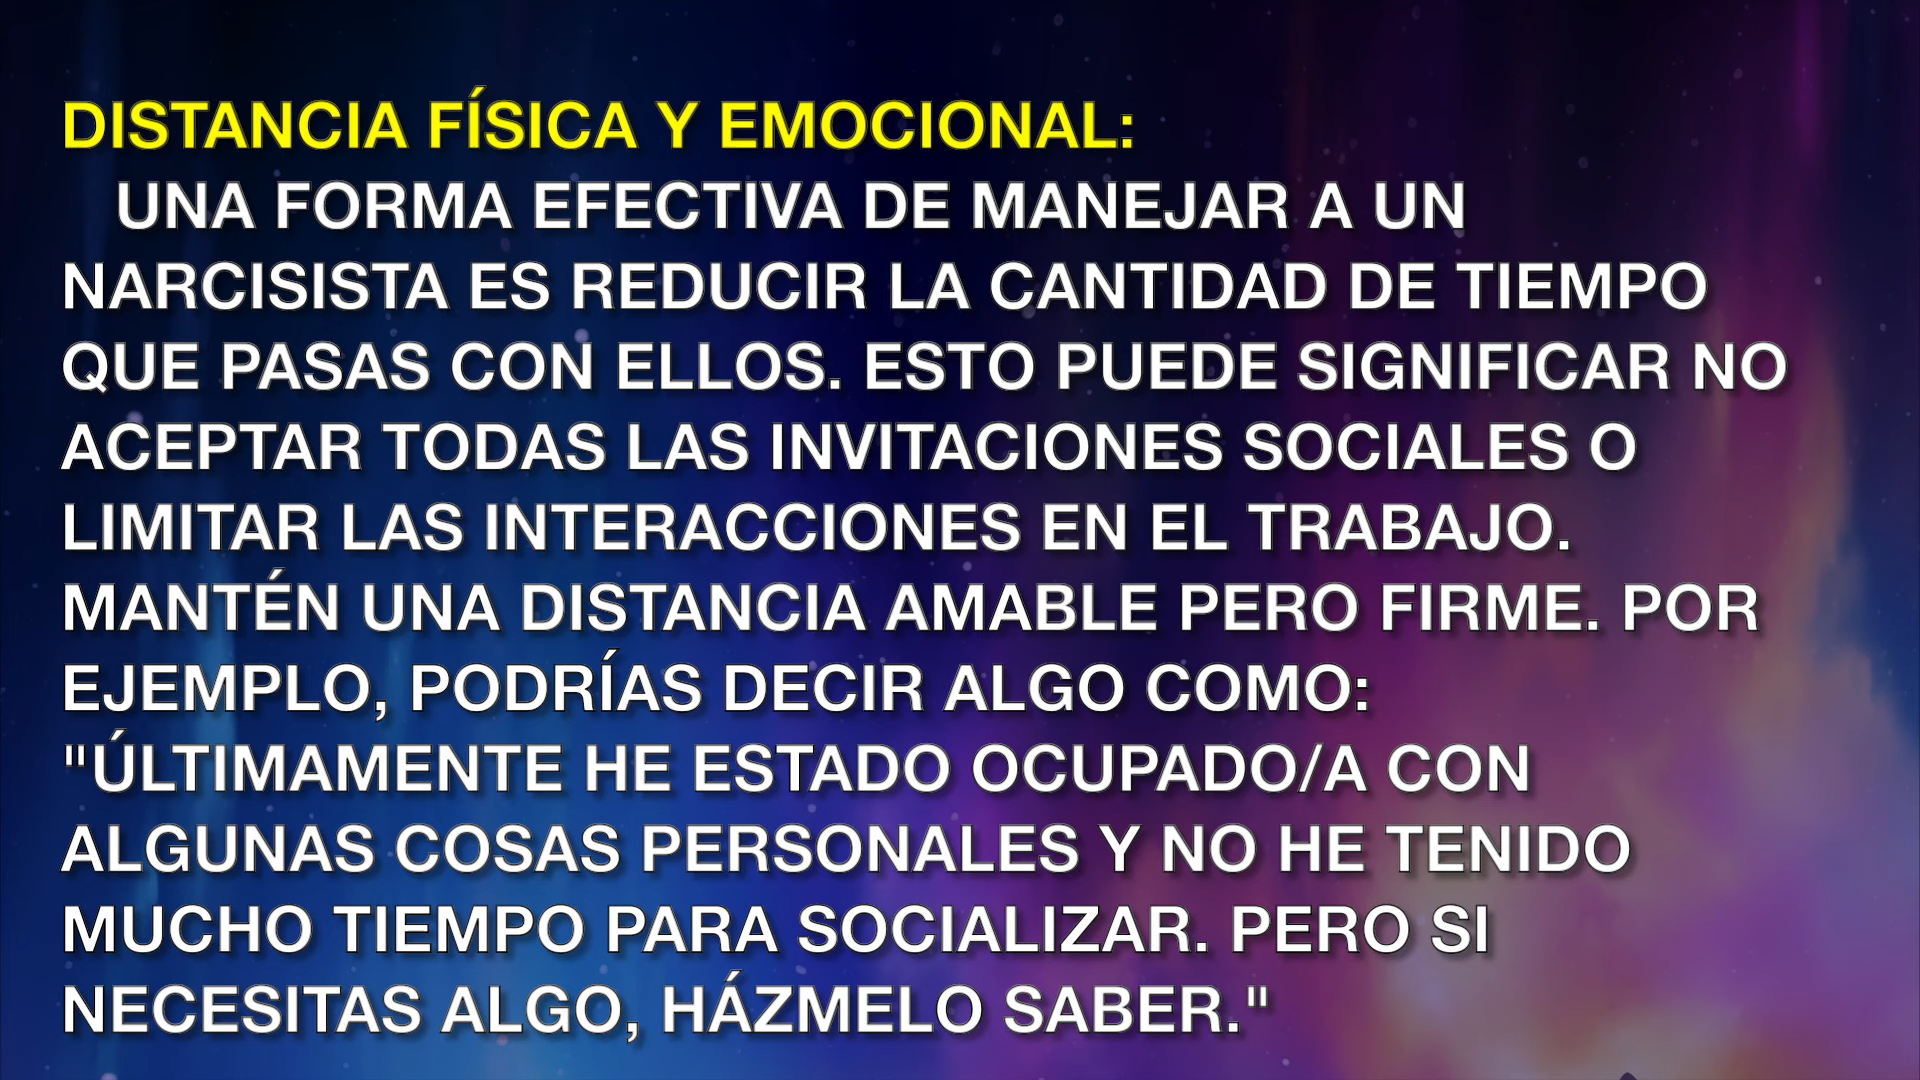 DISTANCIA FÍSICA Y EMOCIONAL:
UNA FORMA EFECTIVA DE MANEJAR A UN
NARCISISTA ES REDUCIR LA CANTIDAD DE TIEMPO
QUE PASAS CON ELLOS. ESTO PUEDE SIGNIFICAR NO
ACEPTAR TODAS LAS INVITACIONES SOCIALES O
LIMITAR LAS INTERACCIONES EN EL TRABAJO.
MANTÉN UNA DISTANCIA AMABLE PERO FIRME. POR
EJEMPLO, PODRÍAS DECIR ALGO COMO:
"ÚLTIMAMENTE HE ESTADO OCUPADO/A CON
ALGUNAS COSAS PERSONALES Y NO HE TENIDO
MUCHO TIEMPO PARA SOCIALIZAR. PERO SI
NECESITAS ALGO, HÁZMELO SABER."